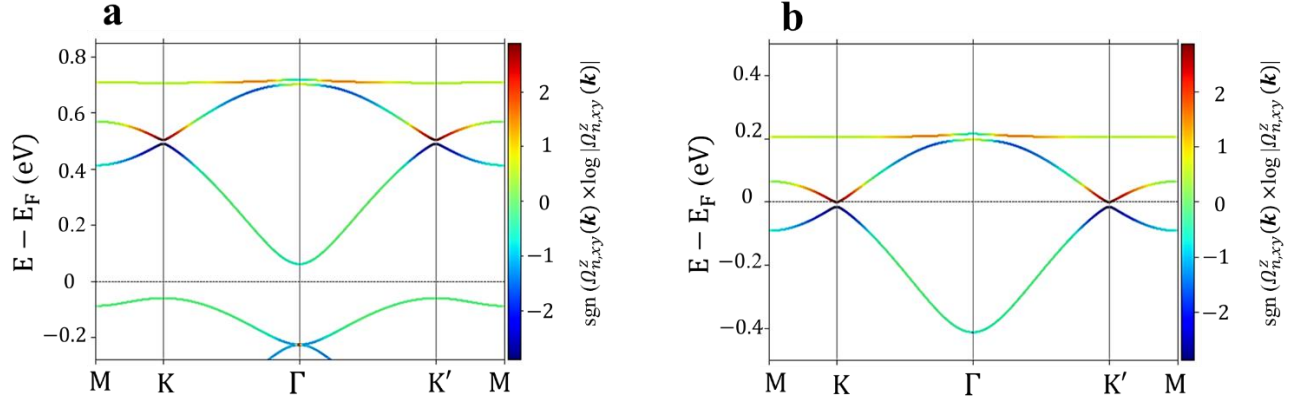 a
E − E_F (eV)
0.8
0.6
0.4
0.2
0
−0.2
M K Γ K′ M
2
1
0
−1
−2
sgn (Ω^z_{n,xy}(k) ×log |Ω^z_{n,xy}(k)|
b
E − E_F (eV)
0.4
0.2
0
−0.2
−0.4
M K Γ K′ M
2
1
0
−1
−2
sgn (Ω^z_{n,xy}(k) ×log |Ω^z_{n,xy}(k)|